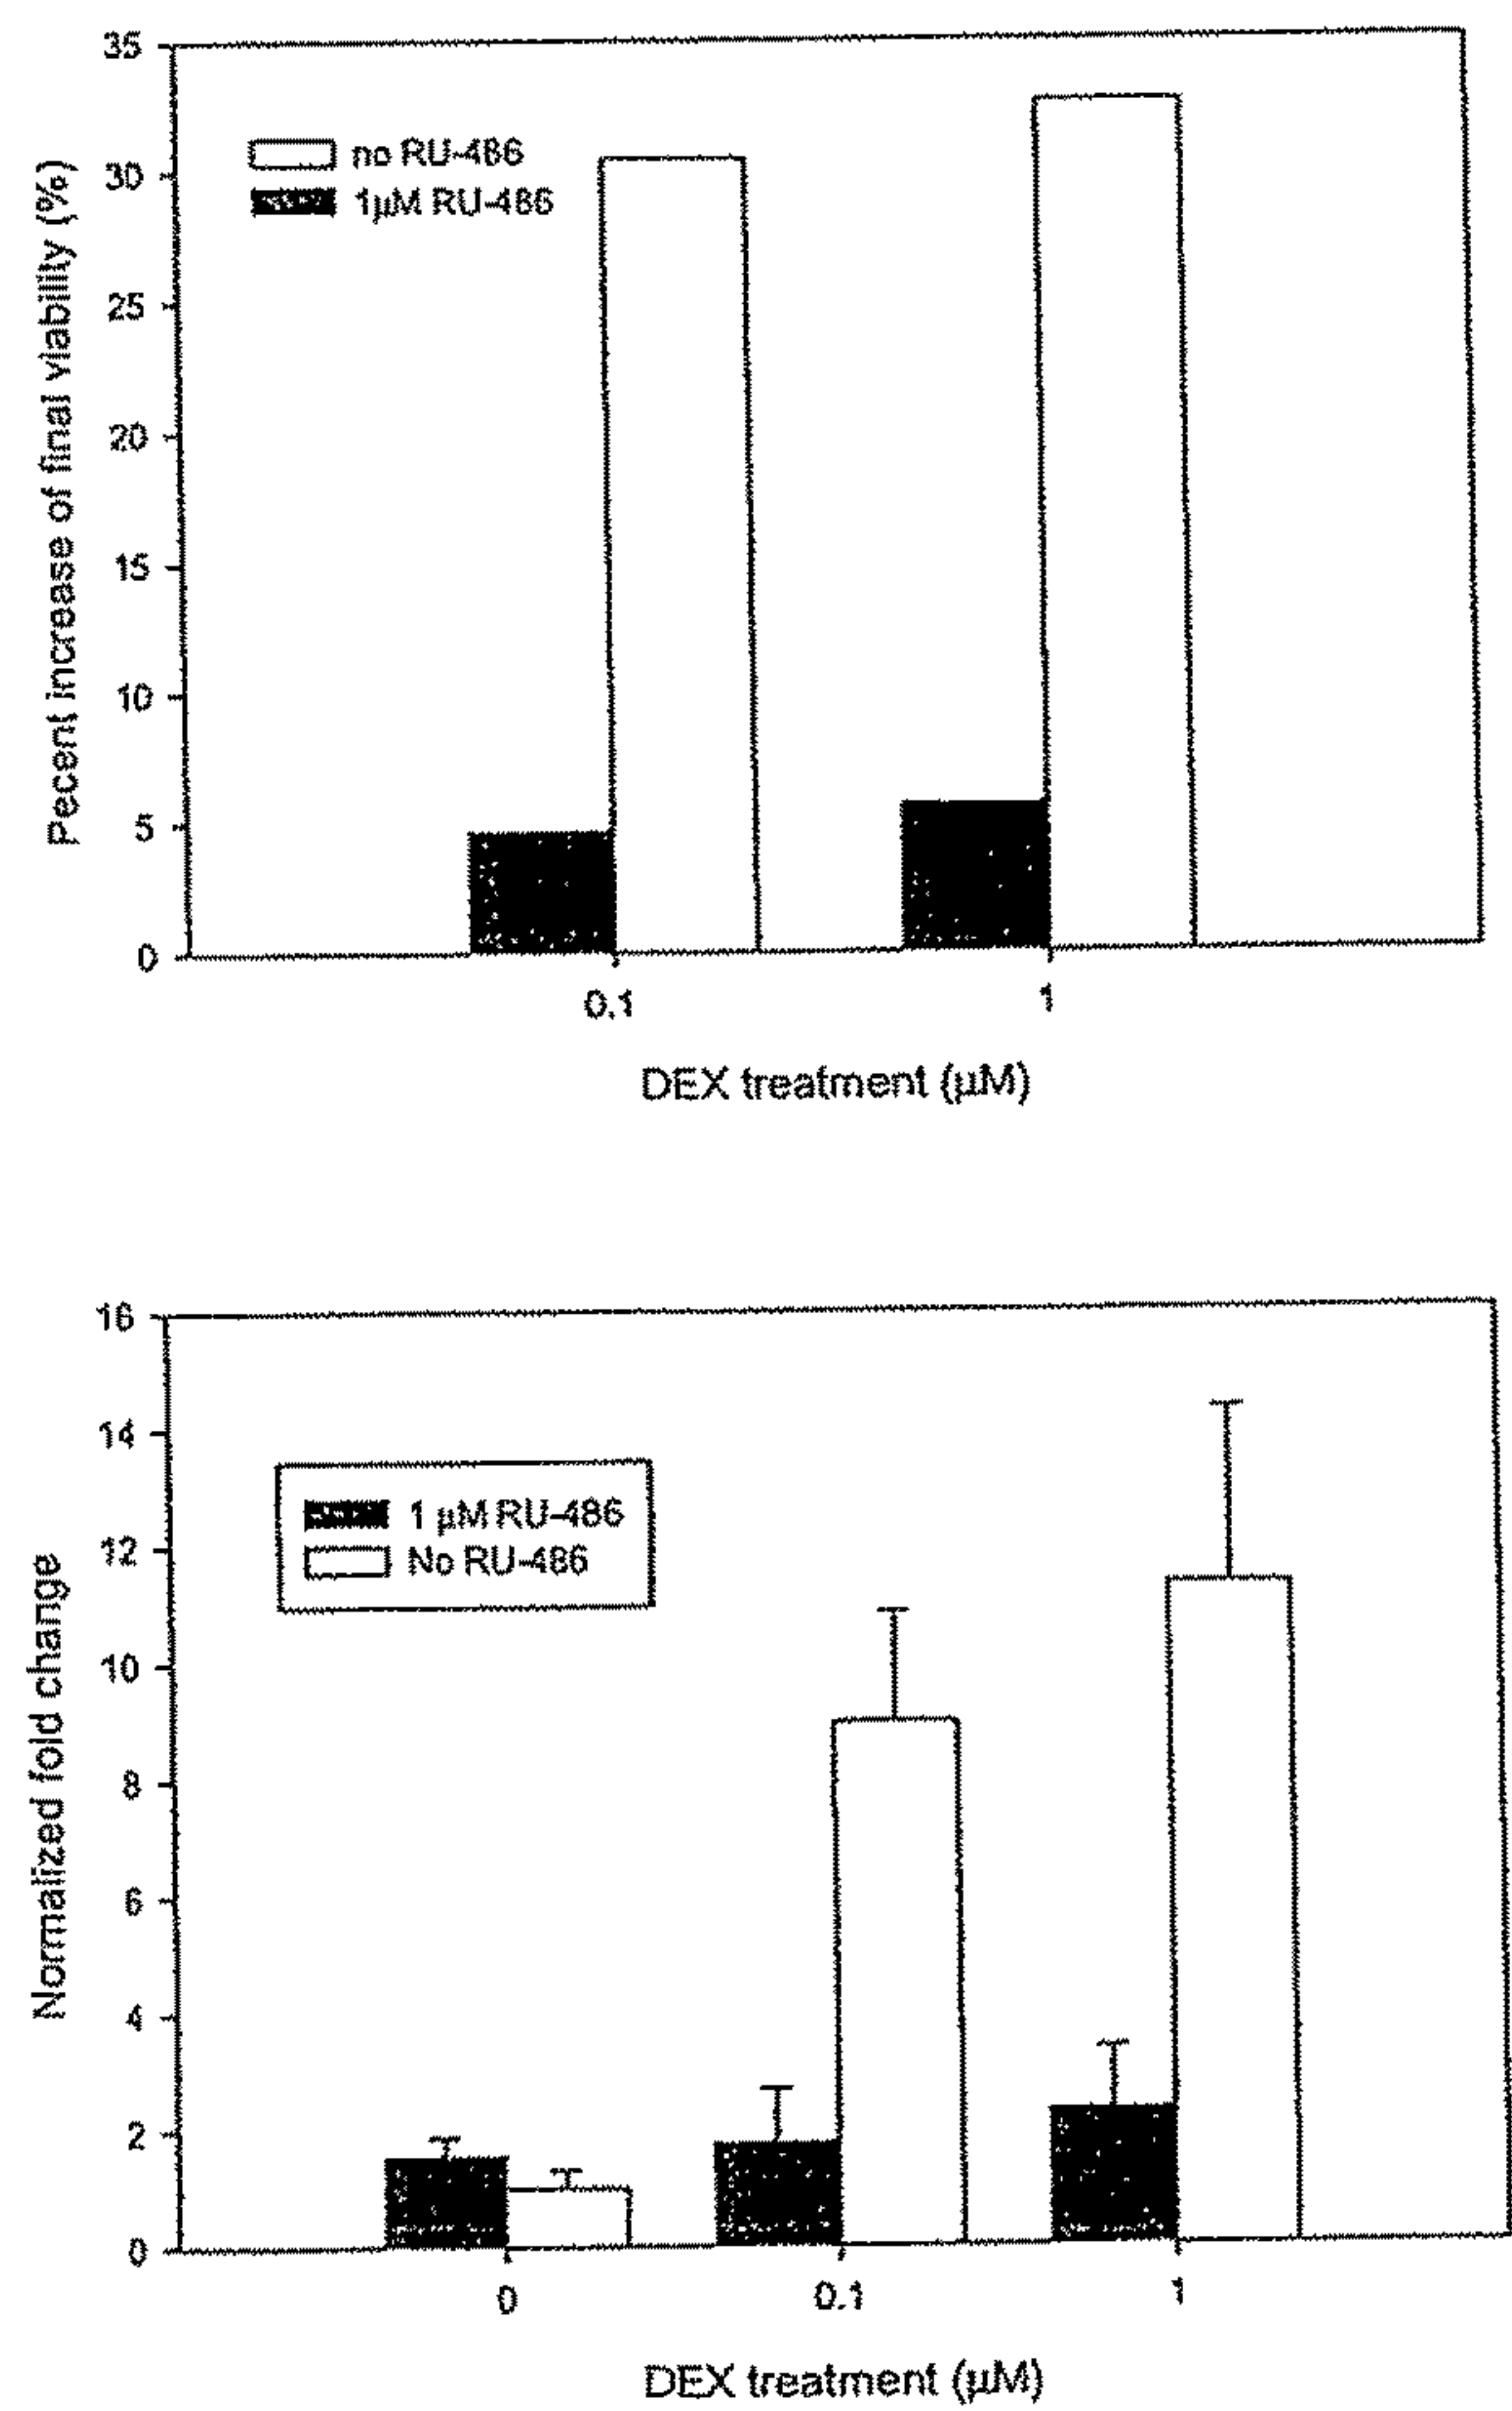 35
no RU-486
30
1µM RU-486
25
20
15
10
5
0
Pecent increase of final viability (%)
0.1
1
DEX treatment (µM)
16
14
1 µM RU-486
12
No RU-486
10
8
6
4
2
0
Normalized fold change
0
0.1
1
DEX treatment (µM)